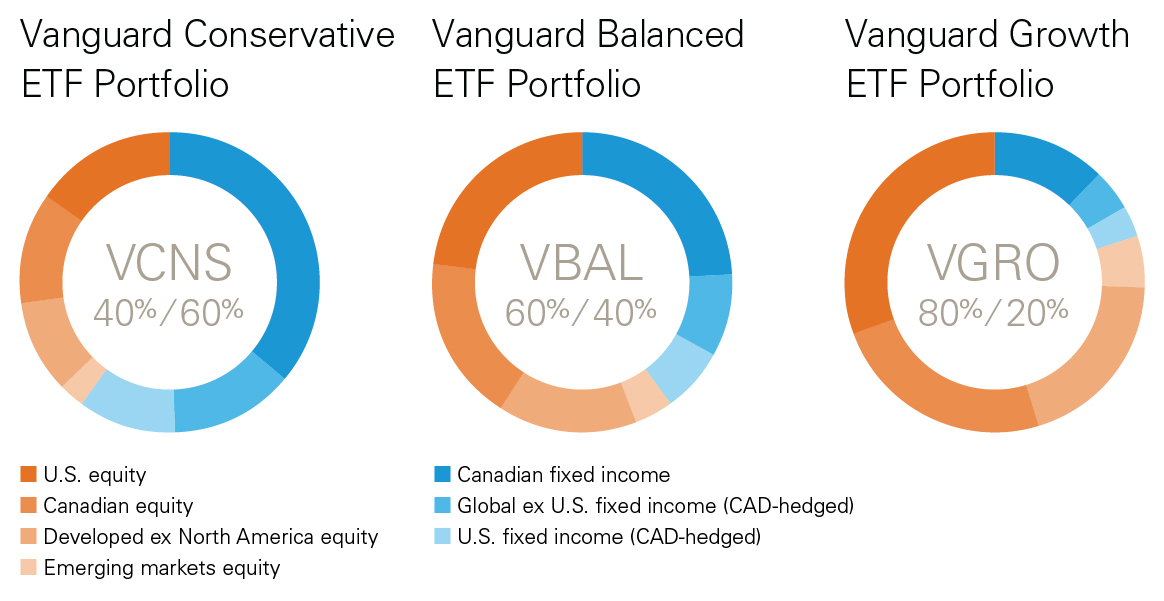 Vanguard Conservative
ETF Portfolio
Vanguard Balanced
ETF Portfolio
Vanguard Growth
ETF Portfolio
VCNS
40%/60%
VBAL
60%/40%
VGRO
80%/20%
U.S. equity
Canadian equity
Developed ex North America equity
Emerging markets equity
Canadian fixed income
Global ex U.S. fixed income (CAD-hedged)
U.S. fixed income (CAD-hedged)